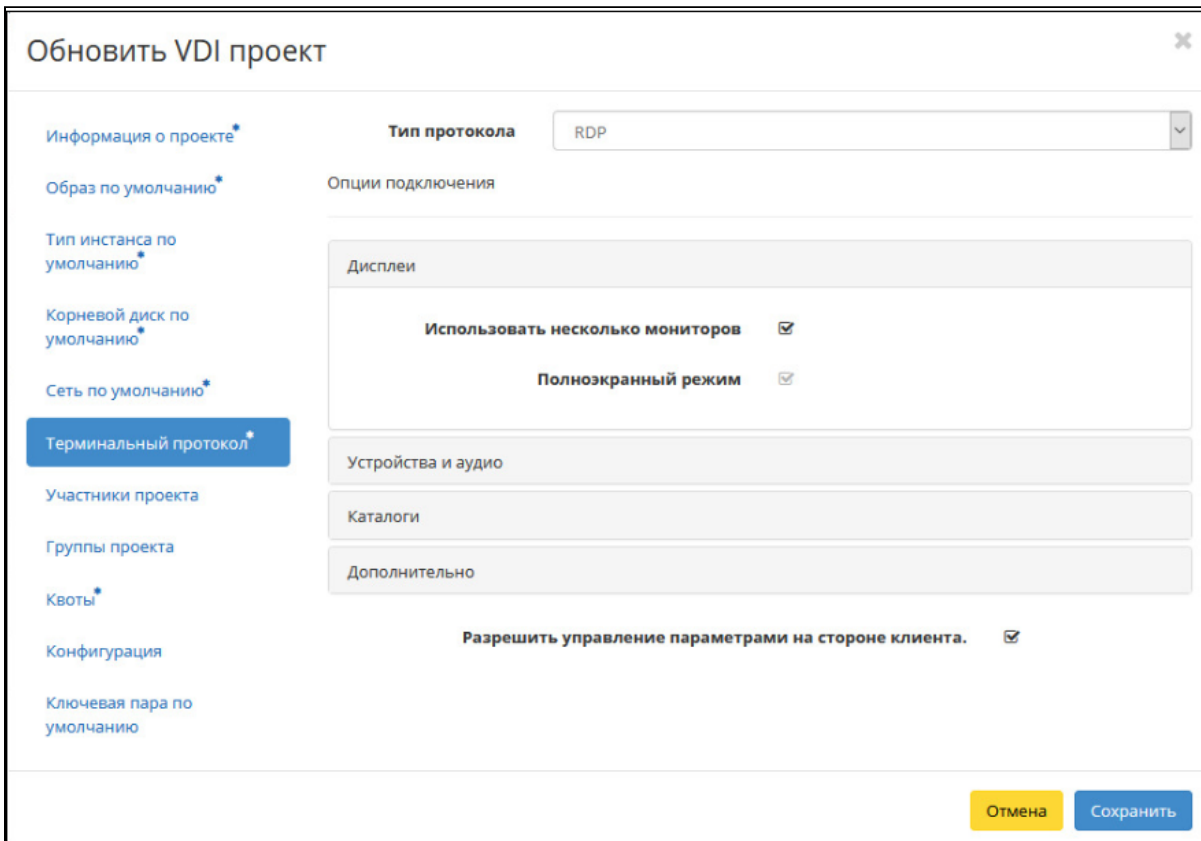 Обновить VDI проект
Информация о проекте*
Образ по умолчанию*
Тип инстанса по
умолчанию*
Корневой диск по
умолчанию*
Сеть по умолчанию*
Терминальный протокол*
Участники проекта
Группы проекта
Квоты*
Конфигурация
Ключевая пара по
умолчанию
Тип протокола
RDP
Опции подключения
Дисплеи
Использовать несколько мониторов
Полноэкранный режим
Устройства и аудио
Каталоги
Дополнительно
Разрешить управление параметрами на стороне клиента.
Отмена
Сохранить